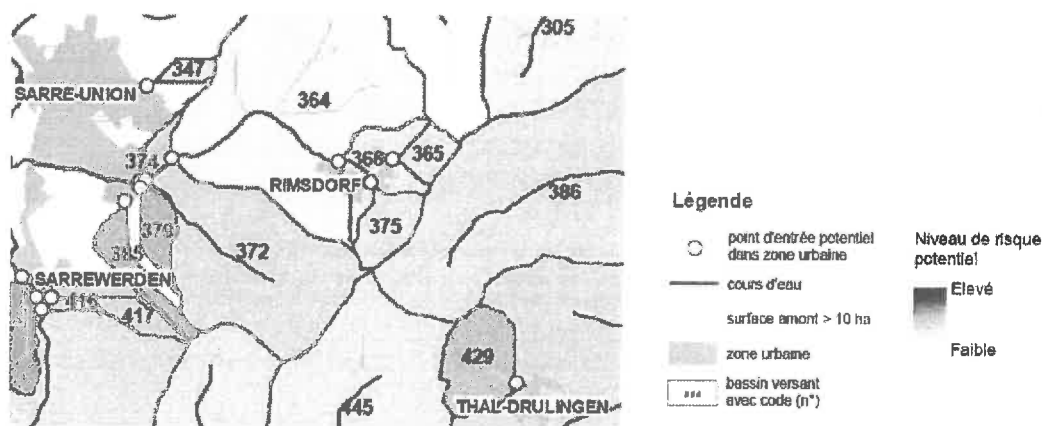 305
347
SARRE-UNION
364
374
366
365
RIMSDORF
386
375
379
372
385
SARREWERDEN
416
417
429
THAL-DRULINGEN
445
Légende
point d'entrée potentiel
dans zone urbaine
cours d'eau
surface amont > 10 ha
zone urbaine
bassin versant
avec code (n°)
###
Niveau de risque
potentiel
Elevé
Faible